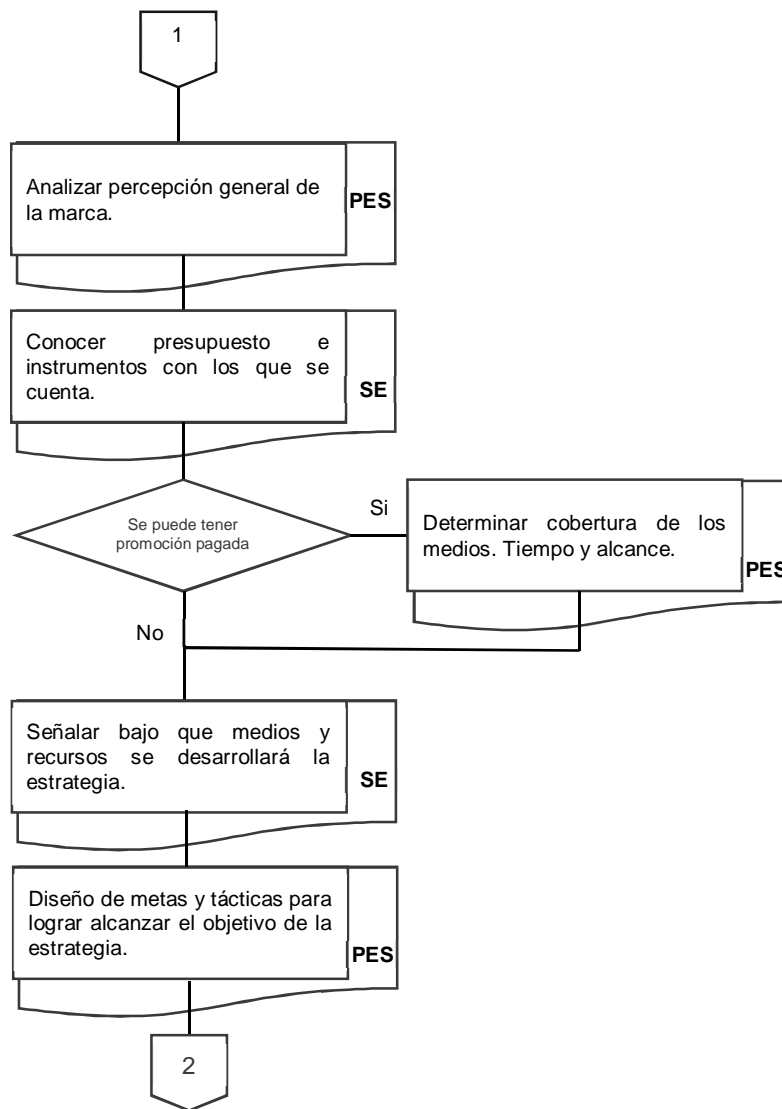 1
Analizar percepción general de
la marca.
PES
Conocer presupuesto e
instrumentos con los que se
cuenta.
SE
Se puede tener
promoción pagada
Si
Determinar cobertura de los
medios. Tiempo y alcance.
PES
No
Señalar bajo que medios y
recursos se desarrollará la
estrategia.
SE
Diseño de metas y tácticas para
lograr alcanzar el objetivo de la
estrategia.
PES
2